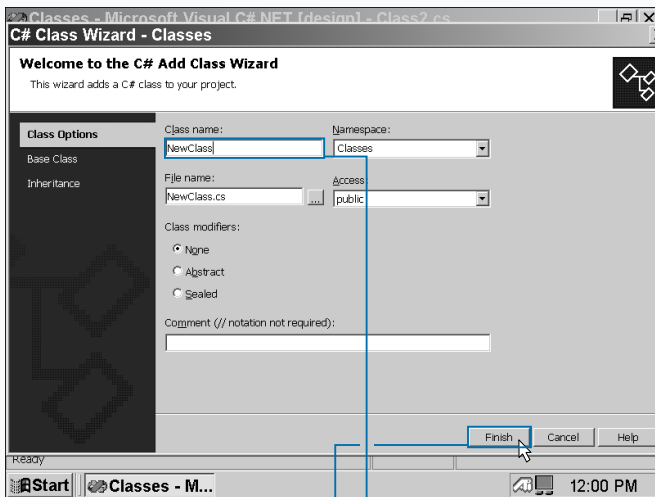 Classes - Microsoft Visual C# .NET [design] - Class2.cs
C# Class Wizard - Classes
Welcome to the C# Add Class Wizard
This wizard adds a C# class to your project.
Class Options
Base Class
Inheritance
Class name:
Namespace:
NewClass
Classes
File name:
Access:
NewClass.cs
...
public
Class modifiers:
None
Abstract
Sealed
Comment (// notation not required):
Finish
Cancel
Help
Ready
Start
Classes - M...
12:00 PM